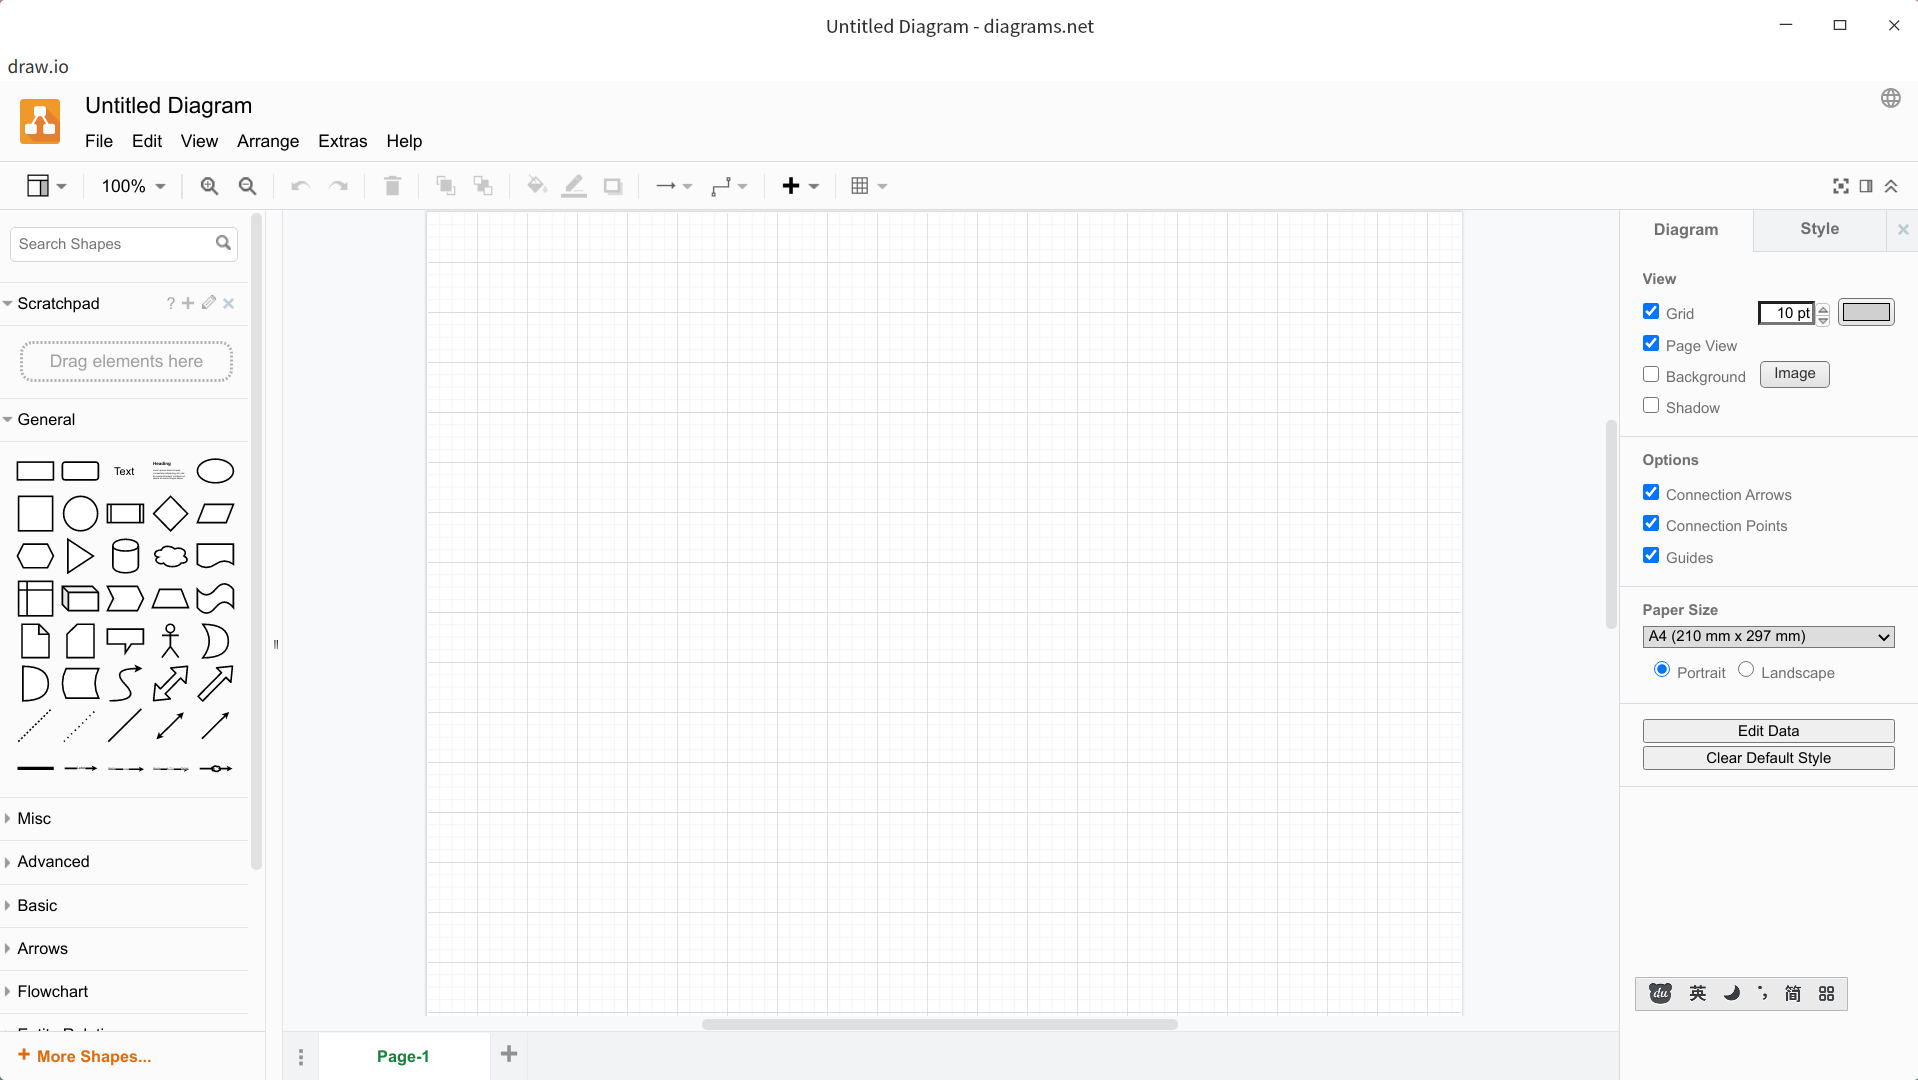 Untitled Diagram - diagrams.net
draw.io
Untitled Diagram
File Edit View Arrange Extras Help
100%
Search Shapes
Scratchpad
?
Drag elements here
General
Text
Heading
Misc
Advanced
Basic
Arrows
Flowchart
+ More Shapes...
Page-1
Diagram Style
View
Grid 10 pt
Page View
Background Image
Shadow
Options
Connection Arrows
Connection Points
Guides
Paper Size
A4 (210 mm x 297 mm)
Portrait Landscape
Edit Data
Clear Default Style
du 英 简